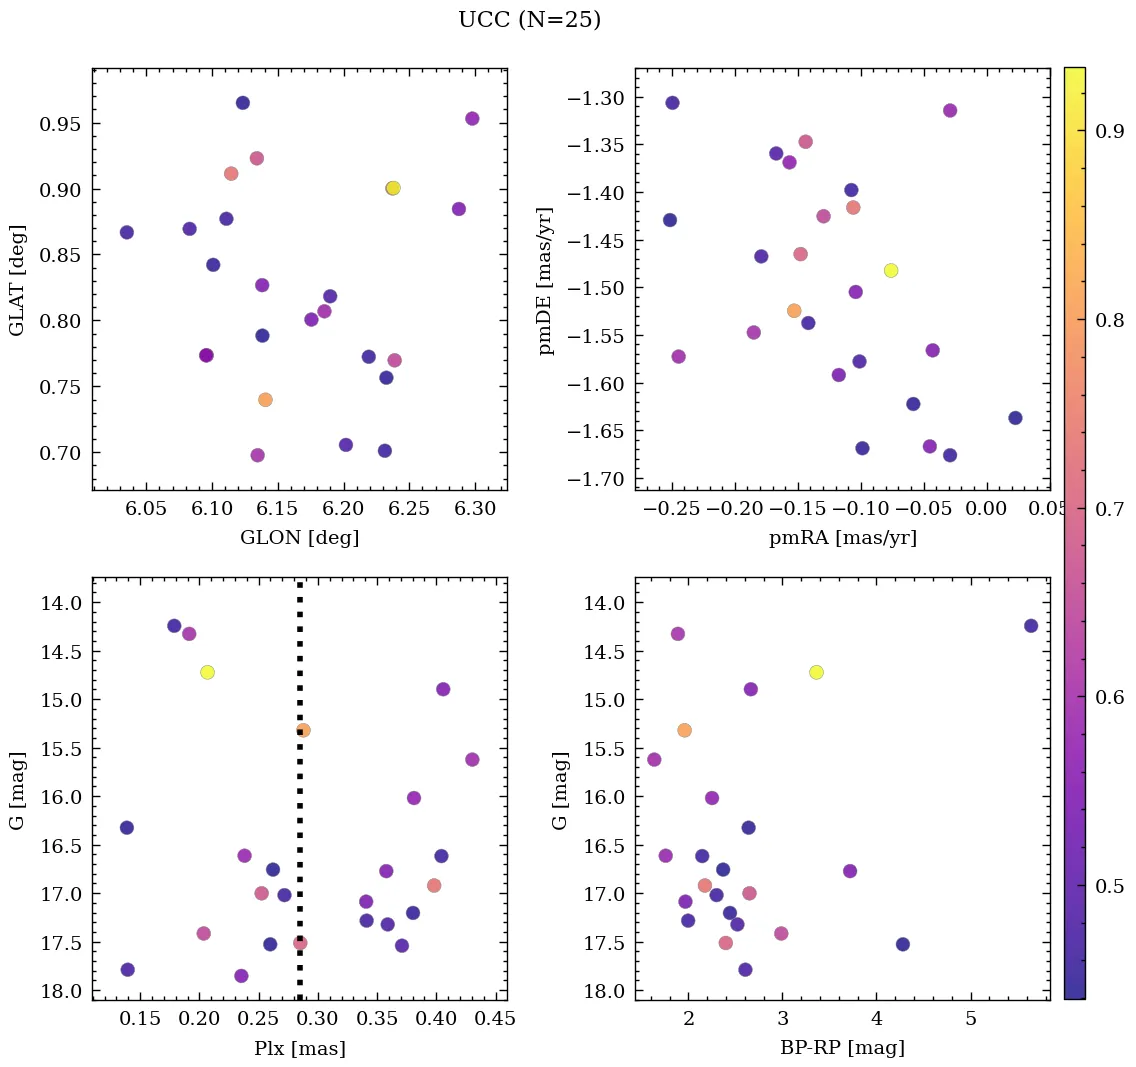 UCC (N=25)
0.95
0.90
0.85
0.80
0.75
0.70
GLAT [deg]
6.05 6.10 6.15 6.20 6.25 6.30
GLON [deg]
−1.30
−1.35
−1.40
−1.45
−1.50
−1.55
−1.60
−1.65
−1.70
pmDE [mas/yr]
−0.25 −0.20 −0.15 −0.10 −0.05 0.00 0.05
pmRA [mas/yr]
14.0
14.5
15.0
15.5
16.0
16.5
17.0
17.5
18.0
G [mag]
0.15 0.20 0.25 0.30 0.35 0.40 0.45
Plx [mas]
14.0
14.5
15.0
15.5
16.0
16.5
17.0
17.5
18.0
G [mag]
2 3 4 5
BP-RP [mag]
0.9
0.8
0.7
0.6
0.5